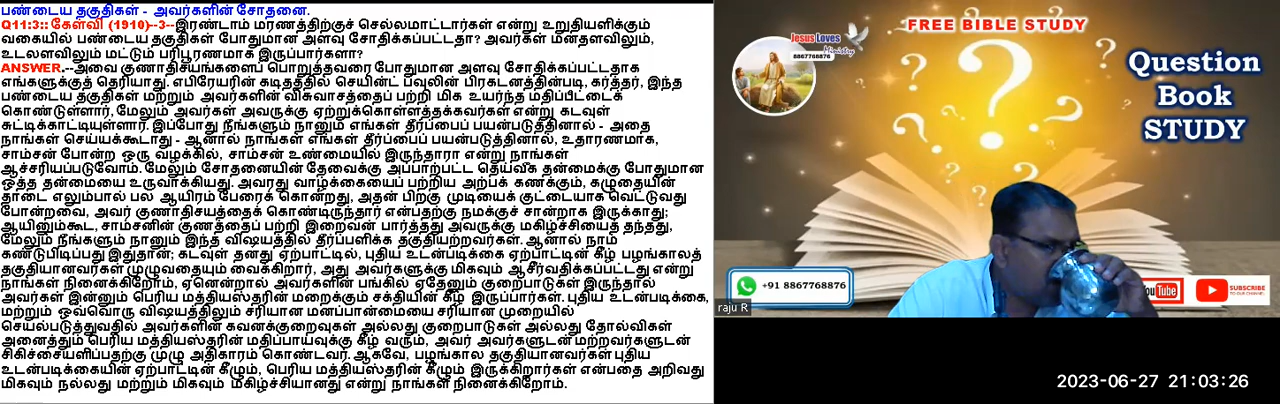 பண்டைய தகுதிகள் - அவர்களின் சோதனை.
Q11:3:: கேள்வி (1910)--3--இரண்டாம் மரணத்திற்குச் செல்லமாட்டார்கள் என்று உறுதியளிக்கும்
வகையில் பண்டைய தகுதிகள் போதுமான அளவு சோதிக்கப்பட்டதா? அவர்கள் மனதளவிலும்,
உடலளவிலும் மட்டும் பரிபூரணமாக இருப்பார்களா?
ANSWER.--அவை குணாதிசயங்களைப் பொறுத்தவரை போதுமான அளவு சோதிக்கப்பட்டதாக
எங்களுக்குத் தெரியாது. எபிரேயரின் கடிதத்தில் செயின்ட் பவுலின் பிரகடனத்தின்படி, கர்த்தர், இந்த
பண்டைய தகுதிகள் மற்றும் அவர்களின் விசுவாசத்தைப் பற்றி மிக உயர்ந்த மதிப்பீட்டைக்
கொண்டுள்ளார், மேலும் அவர்கள் அவருக்கு ஏற்றுக்கொள்ளத்தக்கவர்கள் என்று கடவுள்
சுட்டிக்காட்டியுள்ளார். இப்போது நீங்களும் நானும் எங்கள் தீர்ப்பைப் பயன்படுத்தினால் - அதை
நாங்கள் செய்யக்கூடாது - ஆனால் நாங்கள் எங்கள் தீர்ப்பைப் பயன்படுத்தினால், உதாரணமாக,
சாம்சன் போன்ற ஒரு வழக்கில், சாம்சன் உண்மையில் இருந்தாரா என்று நாங்கள்
ஆச்சரியப்படுவோம். மேலும் சோதனையின் தேவைக்கு அப்பாற்பட்ட தெய்வீக தன்மைக்கு போதுமான
ஒத்த தன்மையை உருவாக்கியது. அவரது வாழ்க்கையைப் பற்றிய அற்பக் கணக்கும், கழுதையின்
தாடை எலும்பால் பல ஆயிரம் பேரைக் கொன்றது, அதன் பிறகு முடியைக் குட்டையாக வெட்டுவது
போன்றவை, அவர் குணாதிசயத்தைக் கொண்டிருந்தார் என்பதற்கு நமக்குச் சான்றாக இருக்காது;
ஆயினும்கூட, சாம்சனின் குணத்தைப் பற்றி இறைவன் பார்த்தது அவருக்கு மகிழ்ச்சியைத் தந்தது,
மேலும் நீங்களும் நானும் இந்த விஷயத்தில் தீர்ப்பளிக்க தகுதியற்றவர்கள். ஆனால் நாம்
கண்டுபிடிப்பது இதுதான்; கடவுள் தனது ஏற்பாட்டில், புதிய உடன்படிக்கை ஏற்பாட்டின் கீழ் பழங்காலத்
தகுதியானவர்கள் முழுவதையும் வைக்கிறார், அது அவர்களுக்கு மிகவும் ஆசீர்வதிக்கப்பட்டது என்று
நாங்கள் நினைக்கிறோம், ஏனென்றால் அவர்களின் பங்கில் ஏதேனும் குறைபாடுகள் இருந்தால்
அவர்கள் இன்னும் பெரிய மத்தியஸ்தரின் மறைக்கும் சக்தியின் கீழ் இருப்பார்கள். புதிய உடன்படிக்கை,
மற்றும் ஒவ்வொரு விஷயத்திலும் சரியான மனப்பான்மையை சரியான முறையில்
செயல்படுத்துவதில் அவர்களின் கவனக்குறைவுகள் அல்லது குறைபாடுகள் அல்லது தோல்விகள்
அனைத்தும் பெரிய மத்தியஸ்தரின் மதிப்பாய்வுக்கு கீழ் வரும், அவர் அவர்களுடன் மற்றவர்களுடன்
சிகிச்சையளிப்பதற்கு முழு அதிகாரம் கொண்டவர். ஆகவே, பழங்கால தகுதியானவர்கள் புதிய
உடன்படிக்கையின் ஏற்பாட்டின் கீழும், பெரிய மத்தியஸ்தரின் கீழும் இருக்கிறார்கள் என்பதை அறிவது
மிகவும் நல்லது மற்றும் மிகவும் மகிழ்ச்சியானது என்று நாங்கள் நினைக்கிறோம்.
FREE BIBLE STUDY
Jesus Loves
Ministry
8867766876
Question
Book
STUDY
+91 8867768876
YouTube
SUBSCRIBE
TO OUR CHANNEL
raju R
2023-06-27 21:03:26